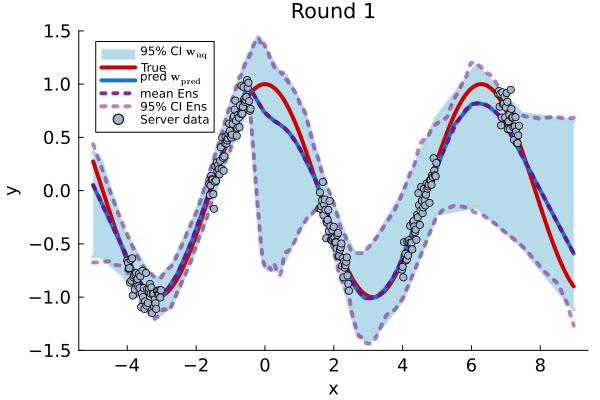 Round 1
1.5
1.0
0.5
0.0
−0.5
−1.0
−1.5
y
95% CI w_uq
True
pred w_pred
mean Ens
95% CI Ens
Server data
−4 −2 0 2 4 6 8
x